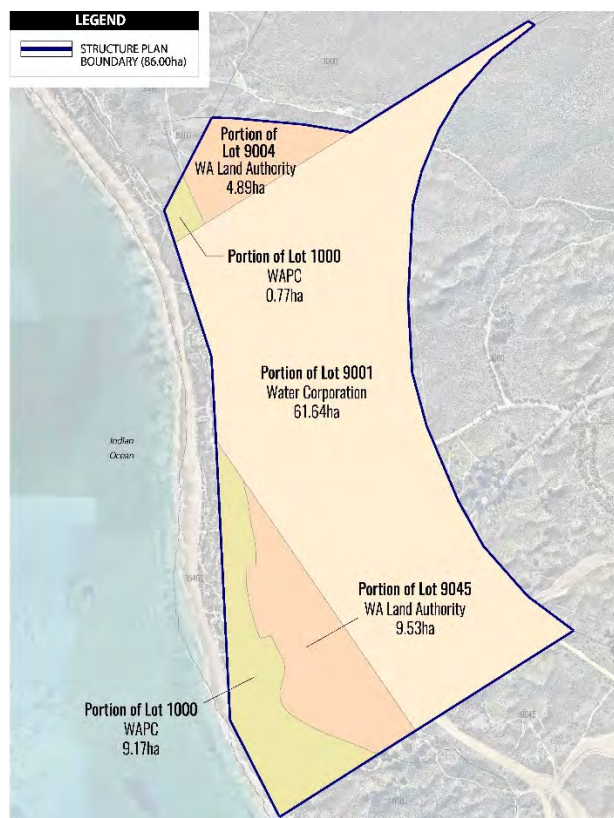 LEGEND
STRUCTURE PLAN
BOUNDARY (86.00ha)
Portion of
Lot 9004
WA Land Authority
4.89ha
Portion of Lot 1000
WAPC
0.77ha
Portion of Lot 9001
Water Corporation
61.64ha
Indian
Ocean
Portion of Lot 9045
WA Land Authority
9.53ha
Portion of Lot 1000
WAPC
9.17ha
9045